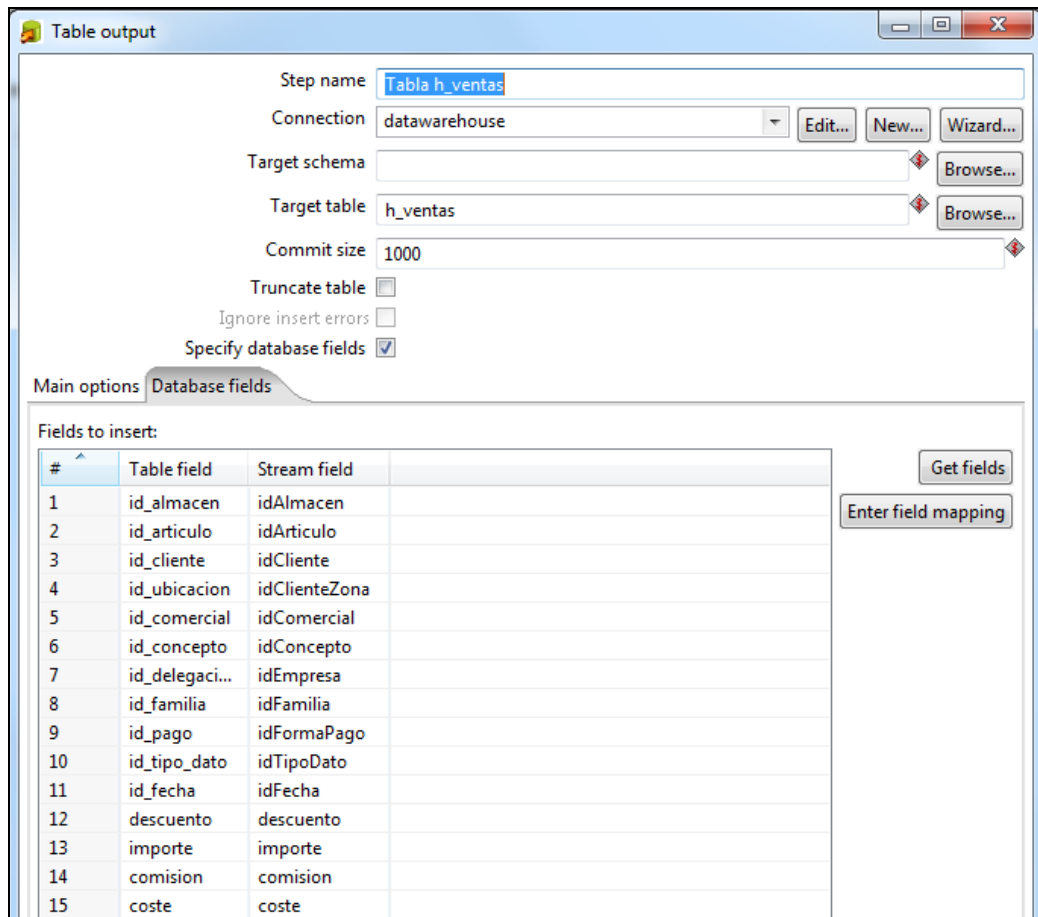 Table output
Step name Tabla h_ventas
Connection datawarehouse Edit... New... Wizard...
Target schema Browse...
Target table h_ventas Browse...
Commit size 1000
Truncate table
Ignore insert errors
Specify database fields
Main options Database fields
Fields to insert:
# Table field Stream field Get fields
1 id_almacen idAlmacen Enter field mapping
2 id_articulo idArticulo
3 id_cliente idCliente
4 id_ubicacion idClienteZona
5 id_comercial idComercial
6 id_concepto idConcepto
7 id_delegaci... idEmpresa
8 id_familia idFamilia
9 id_pago idFormaPago
10 id_tipo_dato idTipoDato
11 id_fecha idFecha
12 descuento descuento
13 importe importe
14 comision comision
15 coste coste